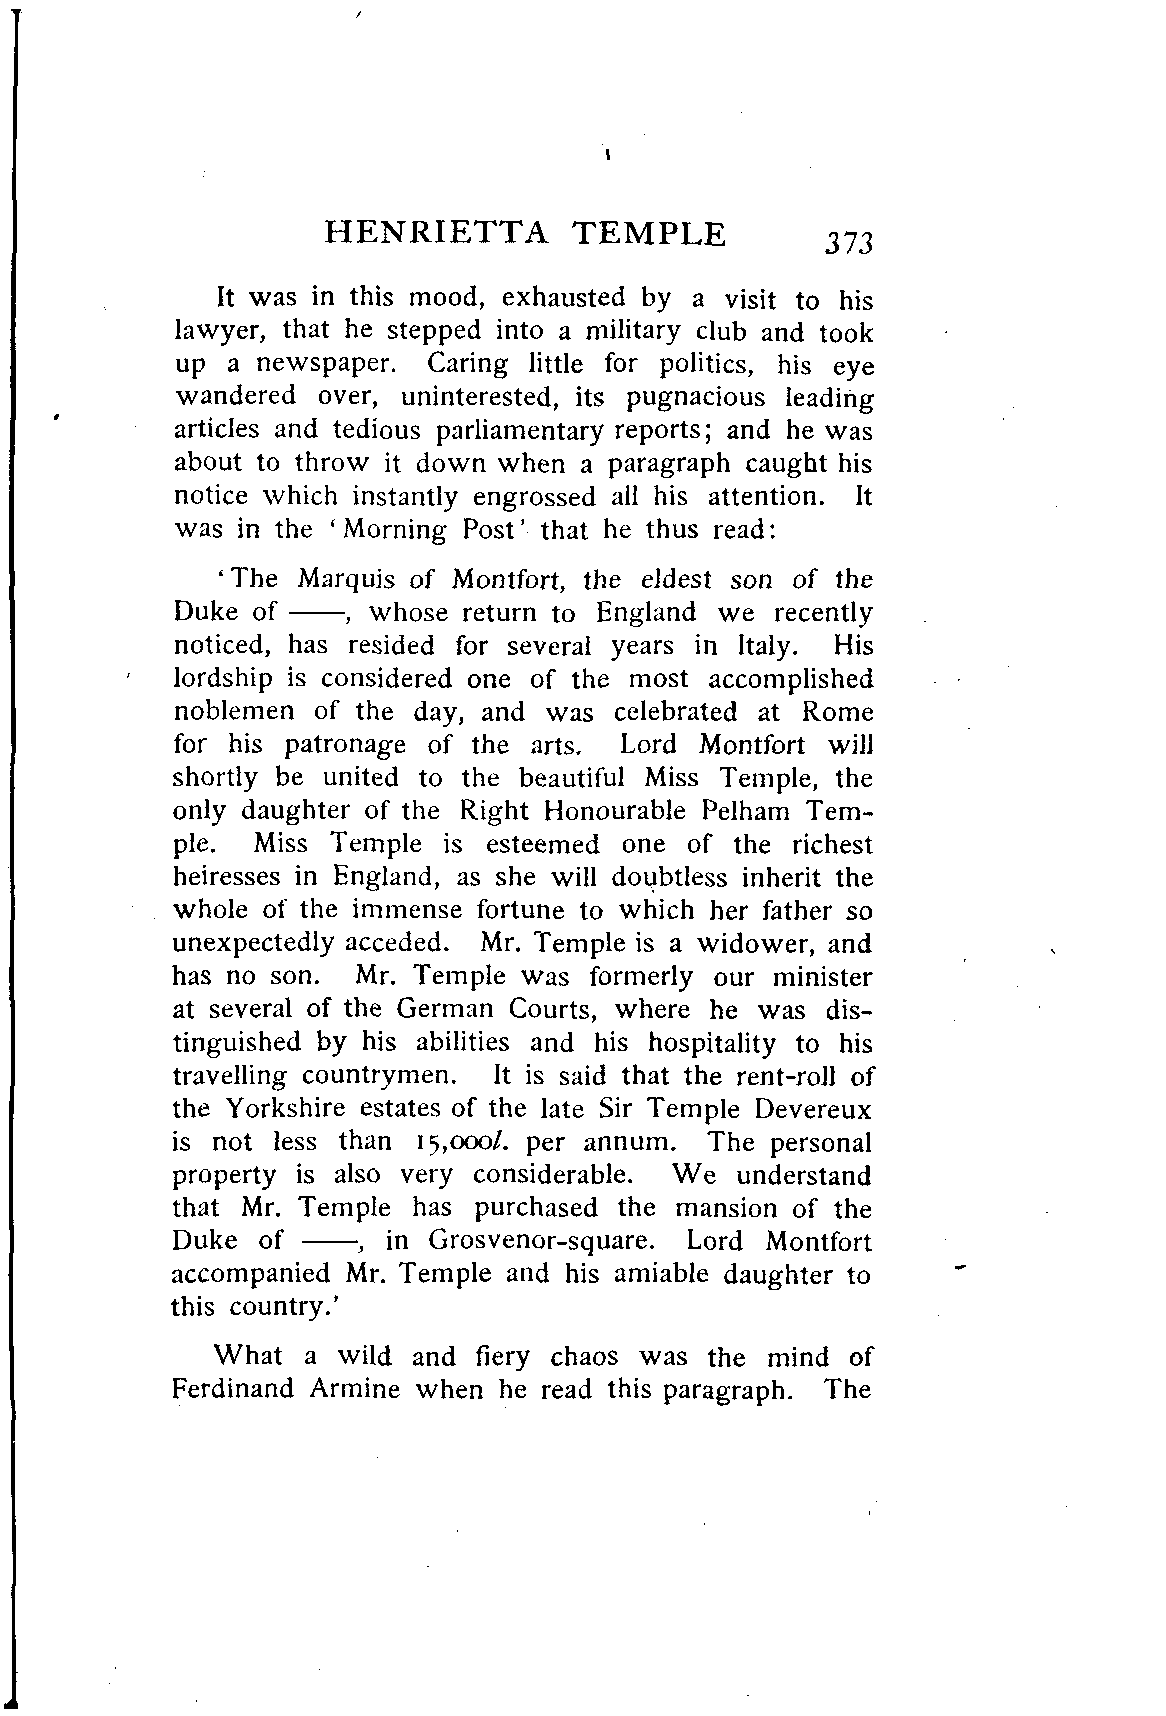 HENRIETTA TEMPLE 373
It was in this mood, exhausted by a visit to his
lawyer, that he stepped into a military club and took
up a newspaper. Caring little for politics, his eye
wandered over, uninterested, its pugnacious leading
articles and tedious parliamentary reports; and he was
about to throw it down when a paragraph caught his
notice which instantly engrossed all his attention. It
was in the ‘Morning Post’ that he thus read:
‘The Marquis of Montfort, the eldest son of the
Duke of ——, whose return to England we recently
noticed, has resided for several years in Italy. His
lordship is considered one of the most accomplished
noblemen of the day, and was celebrated at Rome
for his patronage of the arts. Lord Montfort will
shortly be united to the beautiful Miss Temple, the
only daughter of the Right Honourable Pelham Tem-
ple. Miss Temple is esteemed one of the richest
heiresses in England, as she will doubtless inherit the
whole of the immense fortune to which her father so
unexpectedly acceded. Mr. Temple is a widower, and
has no son. Mr. Temple was formerly our minister
at several of the German Courts, where he was dis-
tinguished by his abilities and his hospitality to his
travelling countrymen. It is said that the rent-roll of
the Yorkshire estates of the late Sir Temple Devereux
is not less than 15,000l. per annum. The personal
property is also very considerable. We understand
that Mr. Temple has purchased the mansion of the
Duke of ——, in Grosvenor-square. Lord Montfort
accompanied Mr. Temple and his amiable daughter to
this country.’
What a wild and fiery chaos was the mind of
Ferdinand Armine when he read this paragraph. The